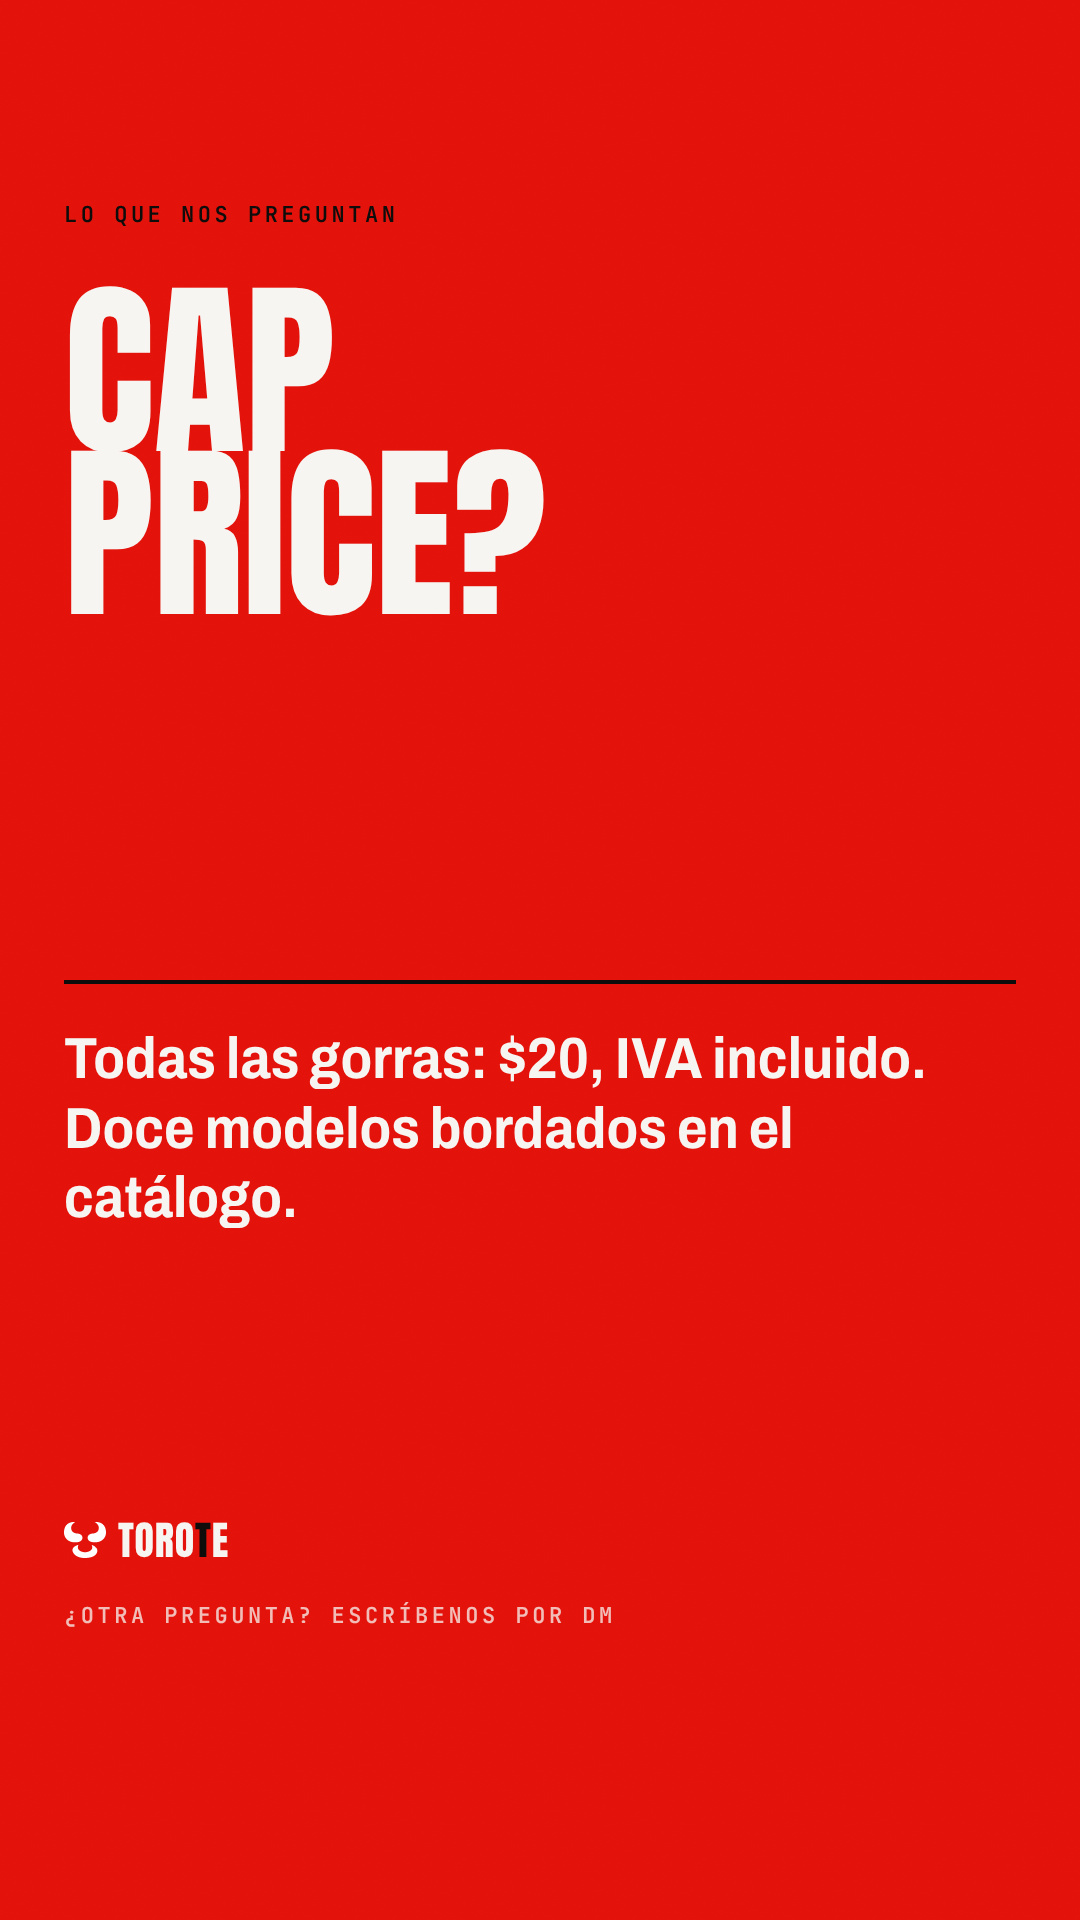 LO QUE NOS PREGUNTAN
CAP
PRICE?
Todas las gorras: $20, IVA incluido.
Doce modelos bordados en el
catálogo.
TOROTE
¿OTRA PREGUNTA? ESCRÍBENOS POR DM